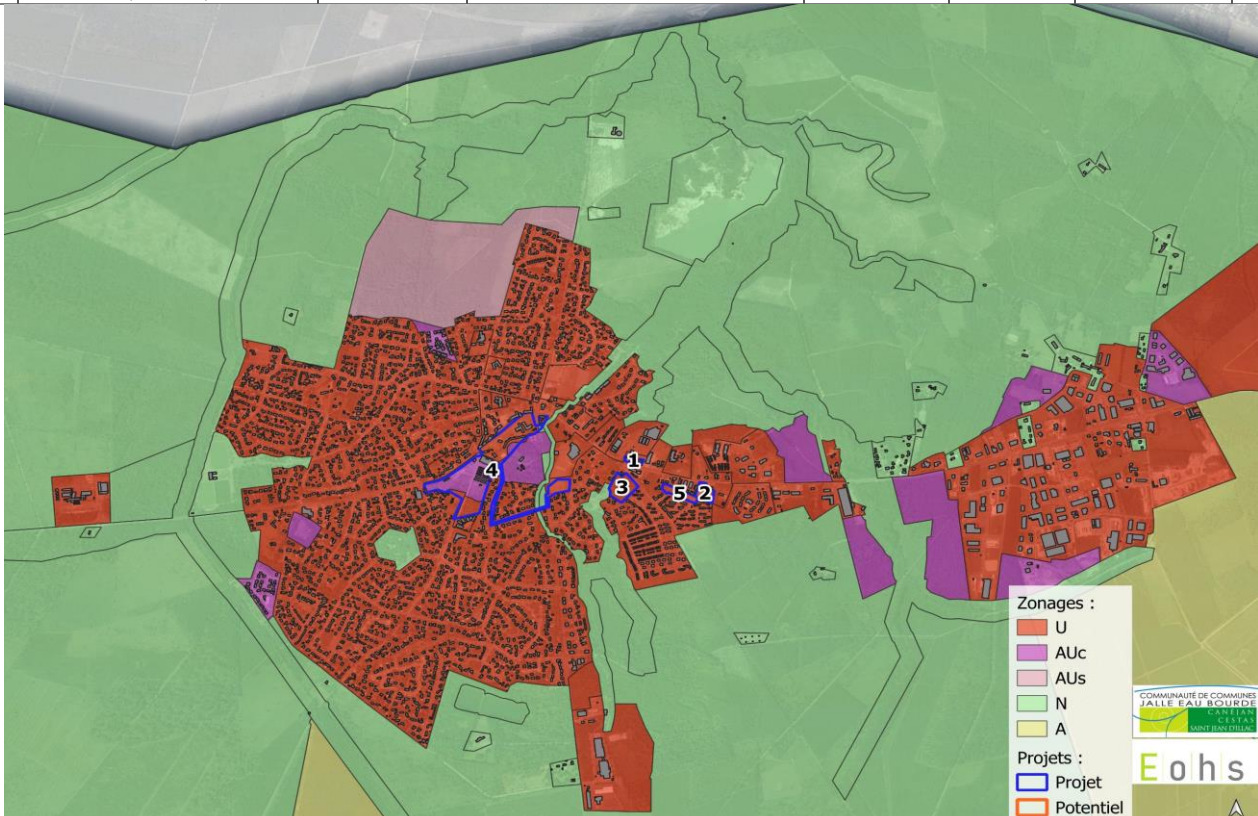 1
3
4
5
2
Zonages :
U
AUc
AUs
N
A
Projets :
Projet
Potentiel
COMMUNAUTÉ DE COMMUNES
JALLE EAU BOURDE
CANÉJAN
CESTAS
SAINT JEAN D'ILLAC
Eohs